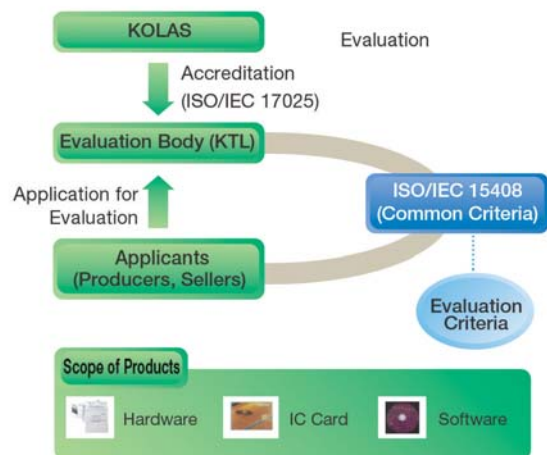 KOLAS
Evaluation
Accreditation
(ISO/IEC 17025)
Evaluation Body (KTL)
Application for
Evaluation
ISO/IEC 15408
(Common Criteria)
Applicants
(Producers, Sellers)
Evaluation
Criteria
Scope of Products
Hardware
IC Card
Software